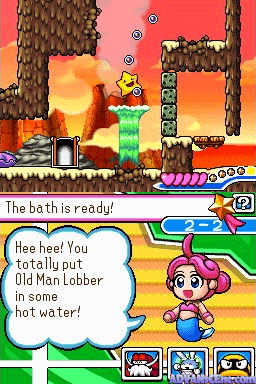 ?
The bath is ready!
2-2
Hee hee! You
totally put
Old Man Lobber
in some
hot water!